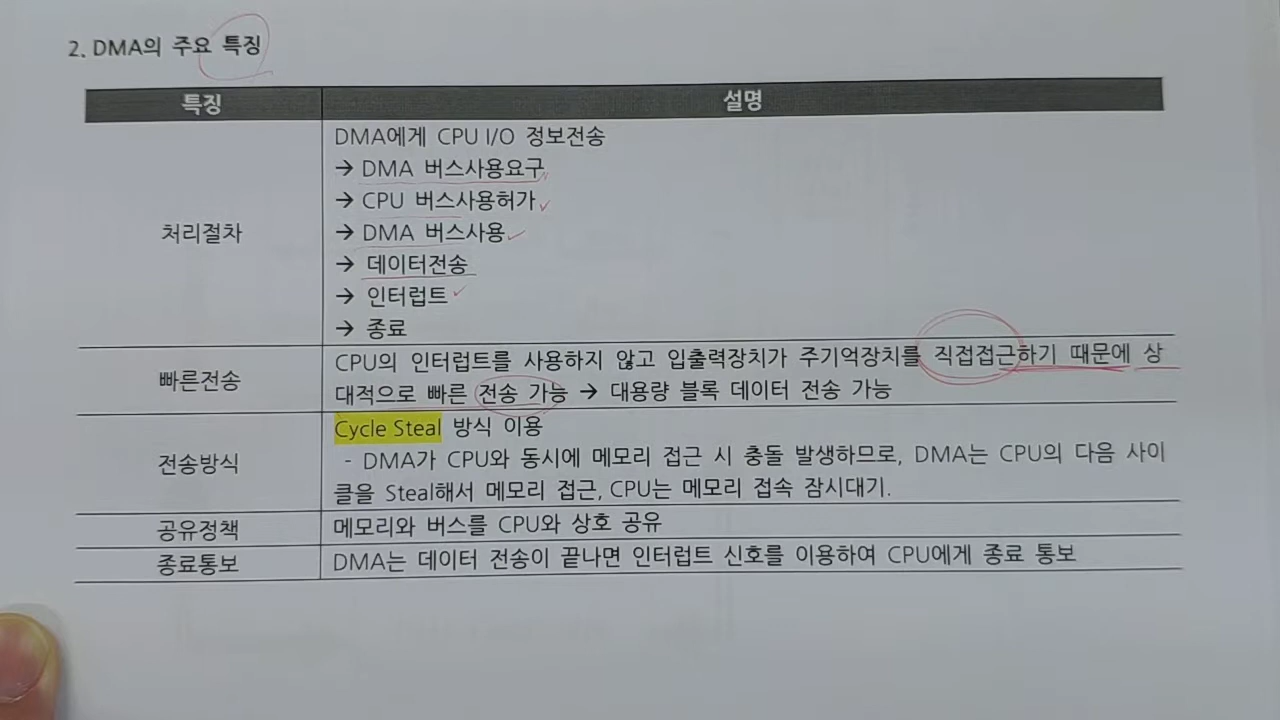 2. DMA의 주요 특징
특징 설명
처리절차
DMA에게 CPU I/O 정보전송
→ DMA 버스사용요구
→ CPU 버스사용허가
→ DMA 버스사용
→ 데이터전송
→ 인터럽트
→ 종료
빠른전송
CPU의 인터럽트를 사용하지 않고 입출력장치가 주기억장치를 직접접근하기 때문에 상
대적으로 빠른 전송 가능 → 대용량 블록 데이터 전송 가능
전송방식
Cycle Steal 방식 이용
- DMA가 CPU와 동시에 메모리 접근 시 충돌 발생하므로, DMA는 CPU의 다음 사이
클을 Steal해서 메모리 접근, CPU는 메모리 접속 잠시대기.
공유정책 메모리와 버스를 CPU와 상호 공유
종료통보 DMA는 데이터 전송이 끝나면 인터럽트 신호를 이용하여 CPU에게 종료 통보